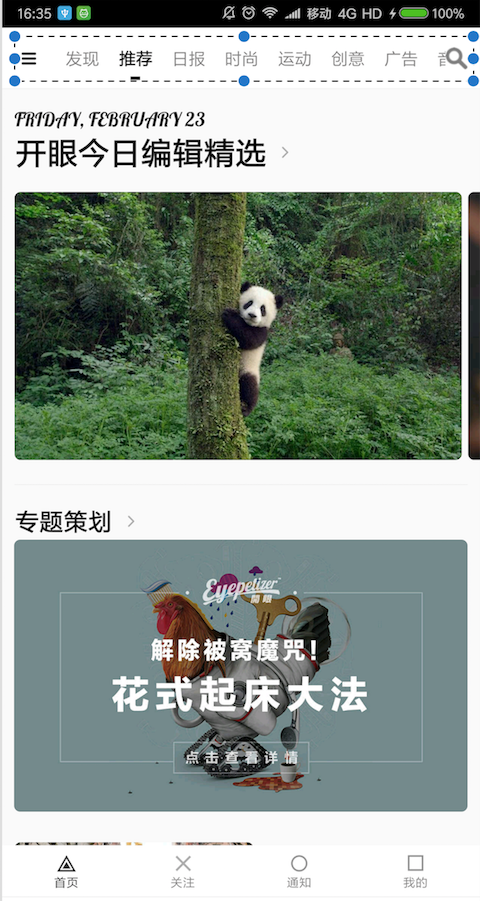 16:35 移动 4G HD 100%
发现 推荐 日报 时尚 运动 创意 广告
FRIDAY, FEBRUARY 23
开眼今日编辑精选
专题策划
Eyepetizer
開眼
解除被窝魔咒!
花式起床大法
点击查看详情
首页 关注 通知 我的